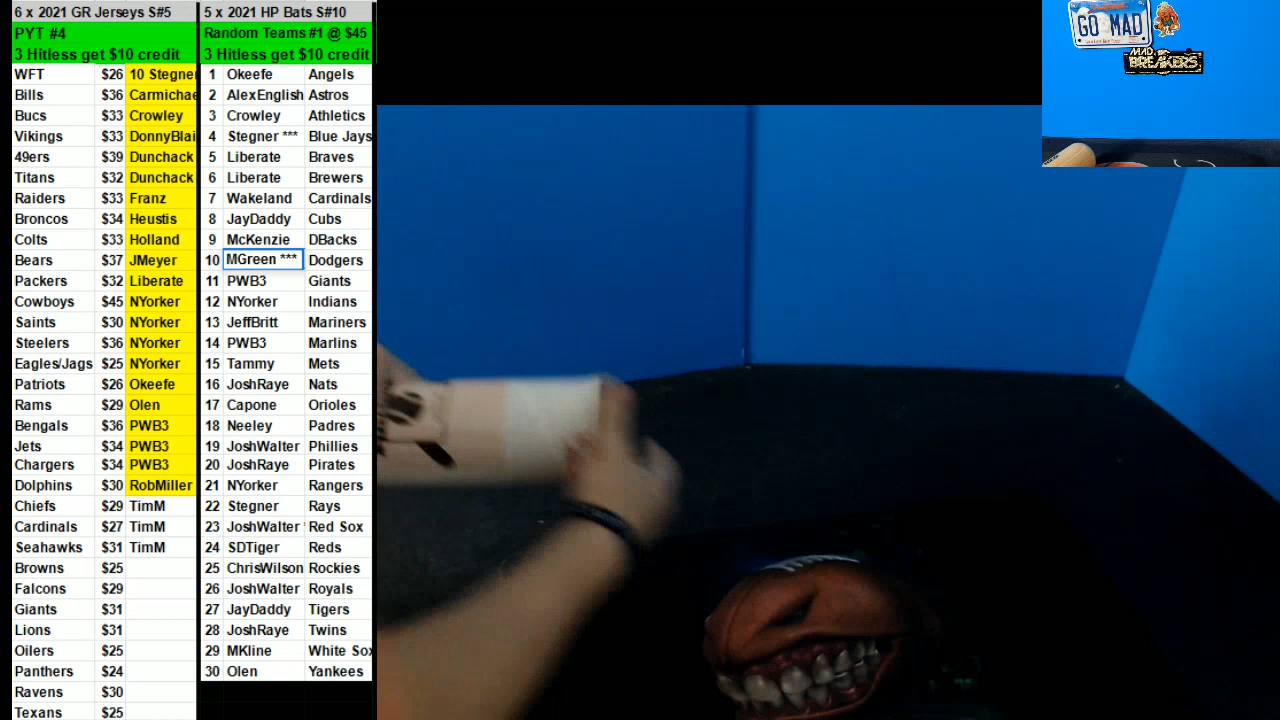 6 x 2021 GR Jerseys S#5
PYT #4
3 Hitless get $10 credit
WFT $26 10 Stegner
Bills $36 Carmichae
Bucs $33 Crowley
Vikings $33 DonnyBlai
49ers $39 Dunchack
Titans $32 Dunchack
Raiders $33 Franz
Broncos $34 Heustis
Colts $33 Holland
Bears $37 JMeyer
Packers $32 Liberate
Cowboys $45 NYorker
Saints $30 NYorker
Steelers $36 NYorker
Eagles/Jags $25 NYorker
Patriots $26 Okeefe
Rams $29 Olen
Bengals $36 PWB3
Jets $34 PWB3
Chargers $34 PWB3
Dolphins $30 RobMiller
Chiefs $29 TimM
Cardinals $27 TimM
Seahawks $31 TimM
Browns $25
Falcons $29
Giants $31
Lions $31
Oilers $25
Panthers $24
Ravens $30
Texans $25
5 x 2021 HP Bats S#10
Random Teams #1 @ $45
3 Hitless get $10 credit
1 Okeefe Angels
2 AlexEnglish Astros
3 Crowley Athletics
4 Stegner *** Blue Jays
5 Liberate Braves
6 Liberate Brewers
7 Wakeland Cardinals
8 JayDaddy Cubs
9 McKenzie DBacks
10 MGreen *** Dodgers
11 PWB3 Giants
12 NYorker Indians
13 JeffBritt Mariners
14 PWB3 Marlins
15 Tammy Mets
16 JoshRaye Nats
17 Capone Orioles
18 Neeley Padres
19 JoshWalter Phillies
20 JoshRaye Pirates
21 NYorker Rangers
22 Stegner Rays
23 JoshWalter Red Sox
24 SDTiger Reds
25 ChrisWilson Rockies
26 JoshWalter Royals
27 JayDaddy Tigers
28 JoshRaye Twins
29 MKline White Sox
30 Olen Yankees
GO MAD
MAD
BREAKERS